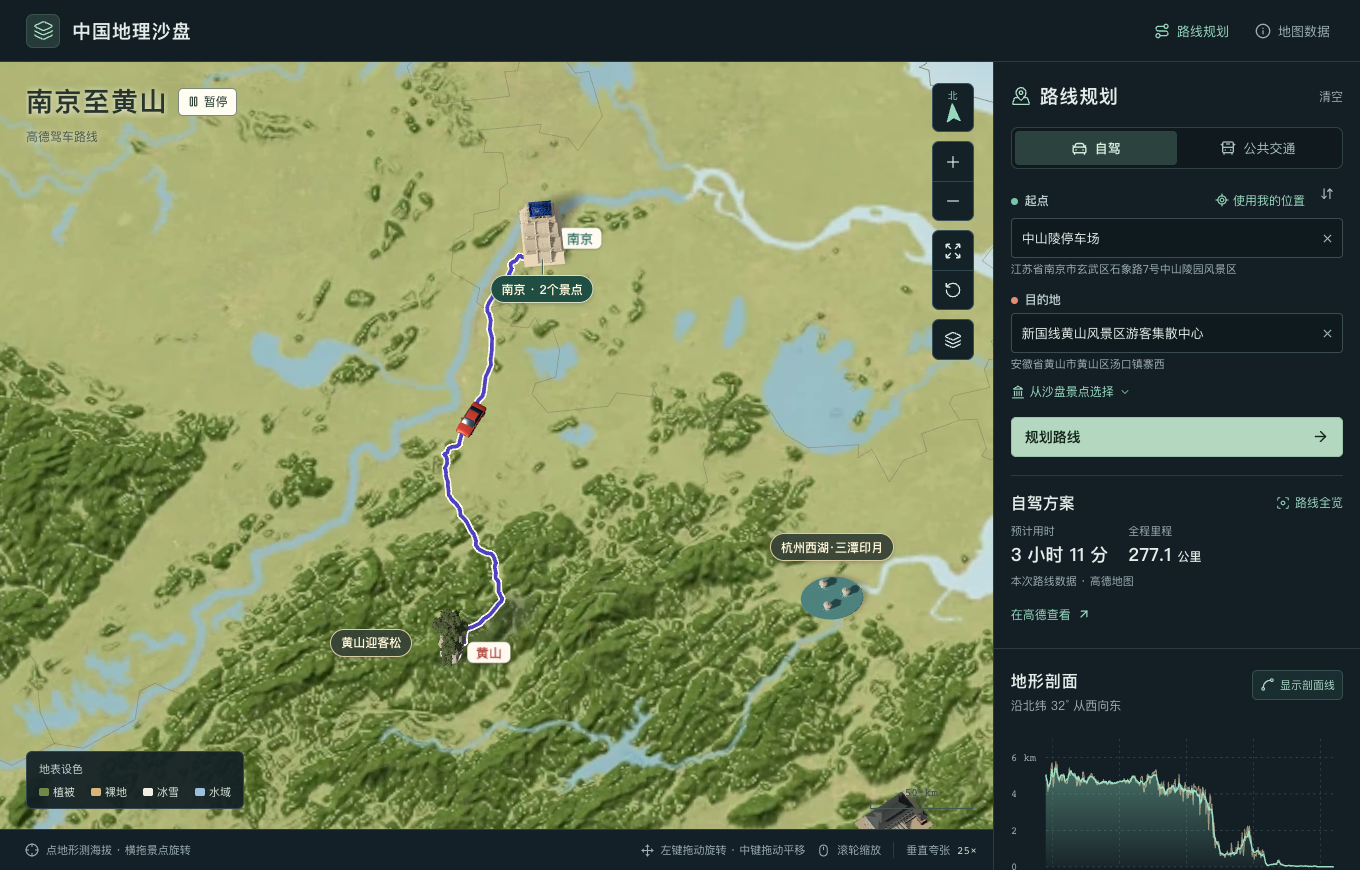 中国地理沙盘
路线规划
地图数据
南京至黄山
暂停
高德驾车路线
北
南京
南京 · 2个景点
杭州西湖·三潭印月
黄山迎客松
黄山
地表设色
植被
裸地
冰雪
水域
50 km
点地形测海拔 · 横拖景点旋转
左键拖动旋转 · 中键拖动平移
滚轮缩放
垂直夸张 25×
路线规划
清空
自驾
公共交通
起点
使用我的位置
中山陵停车场
江苏省南京市玄武区石象路7号中山陵园风景区
目的地
新国线黄山风景区游客集散中心
安徽省黄山市黄山区汤口镇寨西
从沙盘景点选择
规划路线
自驾方案
路线全览
预计用时
全程里程
3 小时 11 分
277.1 公里
本次路线数据 · 高德地图
在高德查看
地形剖面
显示剖面线
沿北纬 32° 从西向东
6 km
4
2
0